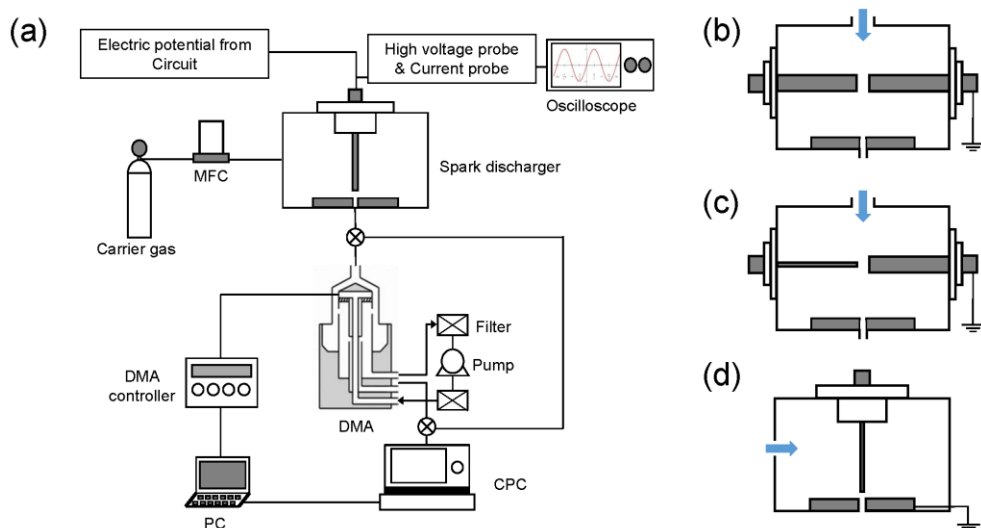 (a)
Electric potential from
Circuit
High voltage probe
& Current probe
Oscilloscope
MFC
Spark discharger
Carrier gas
Filter
Pump
DMA
controller
DMA
CPC
PC
(b)
(c)
(d)